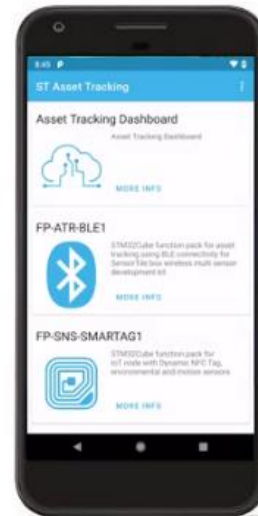 8:45 P
ST Asset Tracking
Asset Tracking Dashboard
Asset Tracking Dashboard
MORE INFO
FP-ATR-BLE1
STM32Cube function pack for asset
tracking using BLE connectivity for
SensorTile box wireless multi sensor
development kit
MORE INFO
FP-SNS-SMARTAG1
STM32Cube function pack for
IoT node with Dynamic NFC Tag,
environmental and motion sensors
MORE INFO